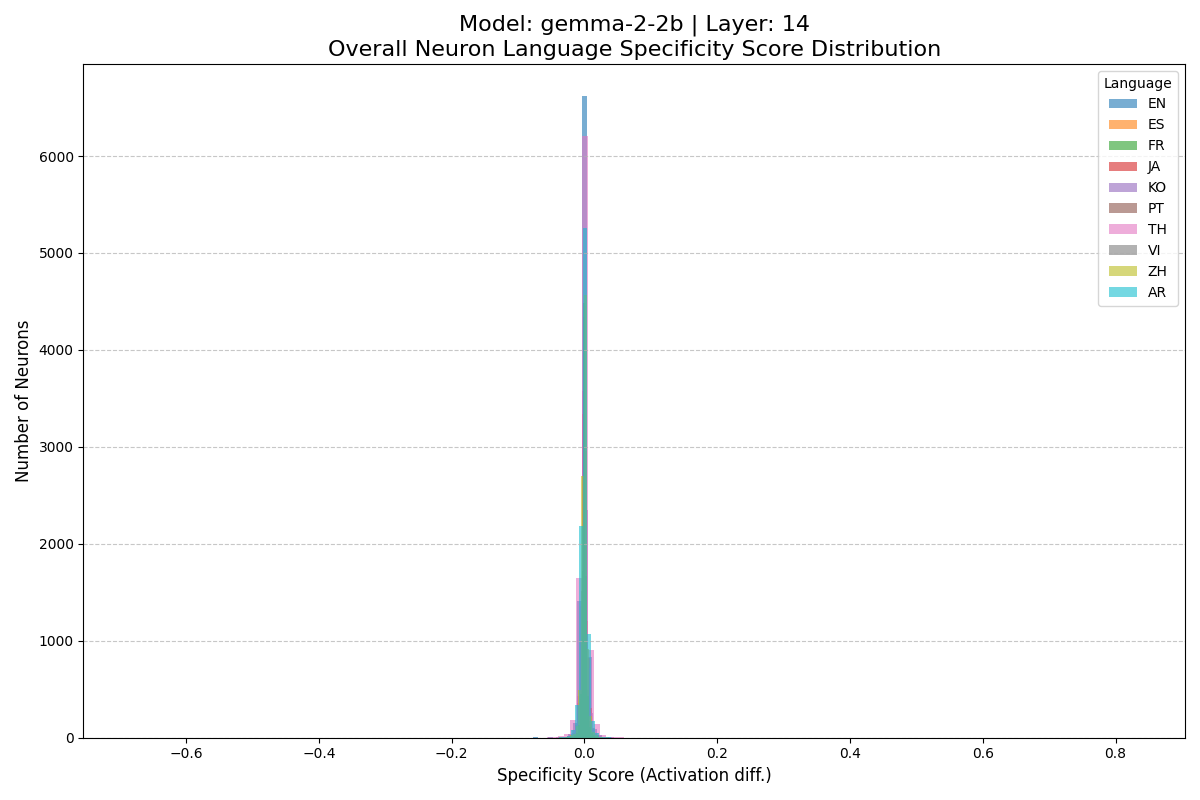 Model: gemma-2-2b | Layer: 14
Overall Neuron Language Specificity Score Distribution
Language
EN
ES
FR
JA
KO
PT
TH
VI
ZH
AR
Number of Neurons
6000
5000
4000
3000
2000
1000
0
−0.6
−0.4
−0.2
0.0
0.2
0.4
0.6
0.8
Specificity Score (Activation diff.)